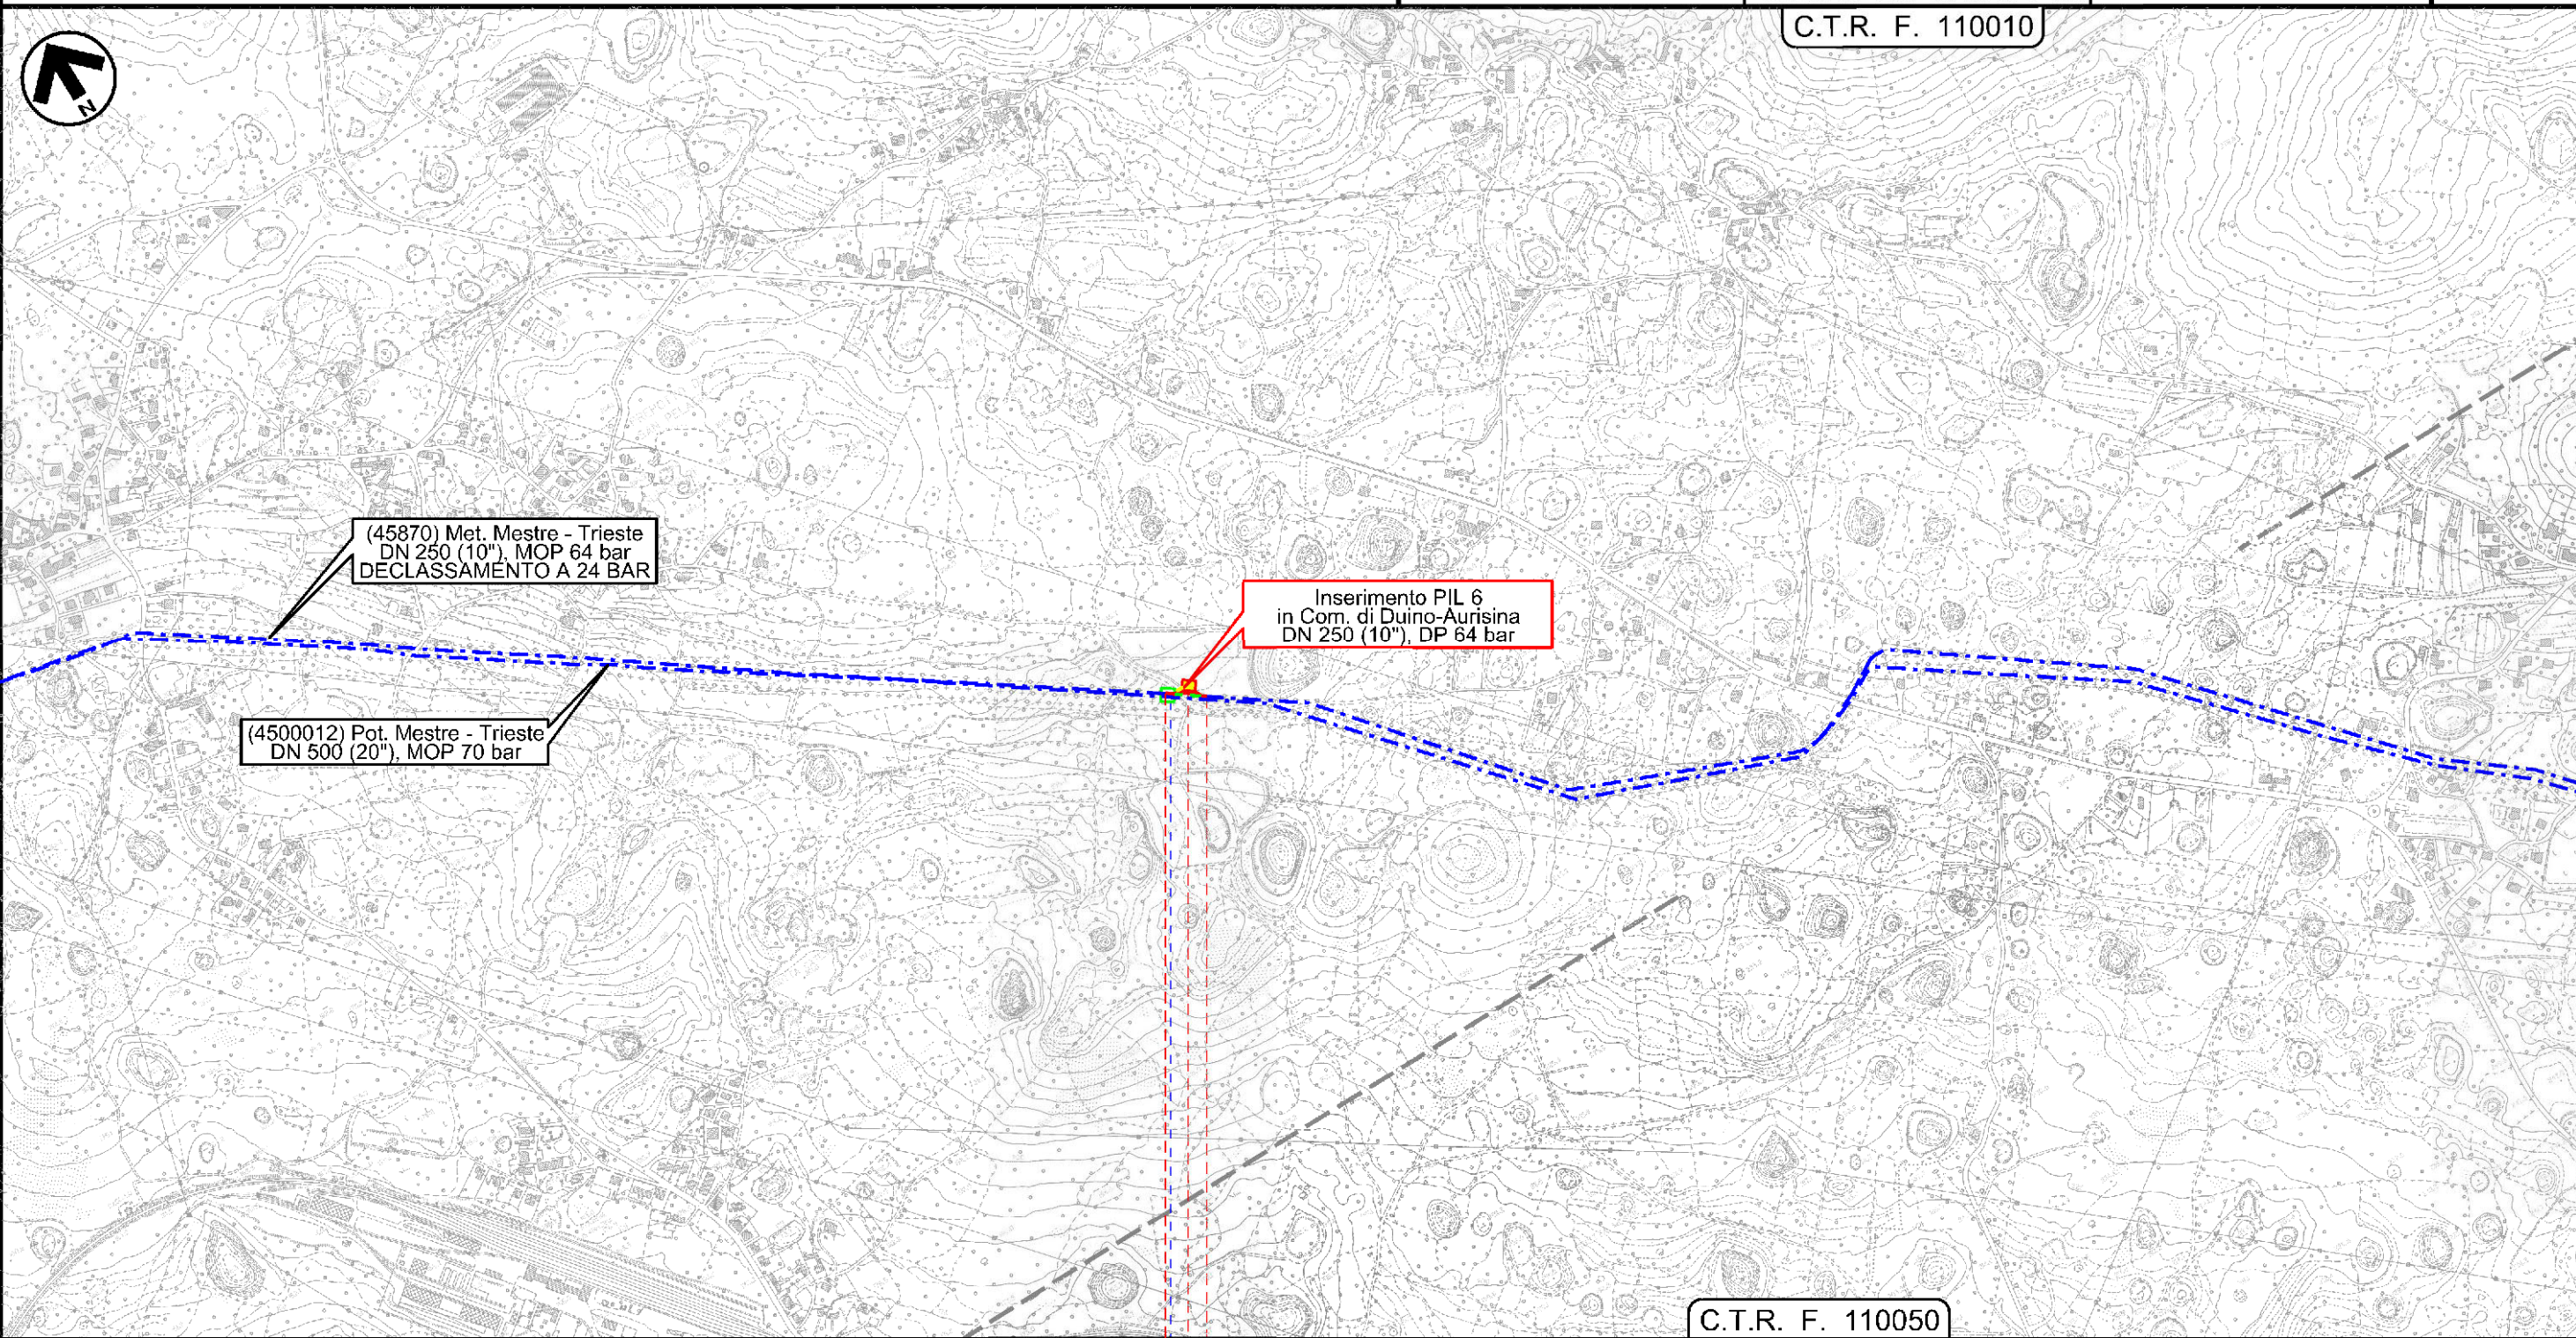 C.T.R. F. 110010
N
(45870) Met. Mestre - Trieste
DN 250 (10"), MOP 64 bar
DECLASSAMENTO A 24 BAR
Inserimento PIL 6
in Com. di Duino-Aurisina
DN 250 (10"), DP 64 bar
(4500012) Pot. Mestre - Trieste
DN 500 (20"), MOP 70 bar
C.T.R. F. 110050